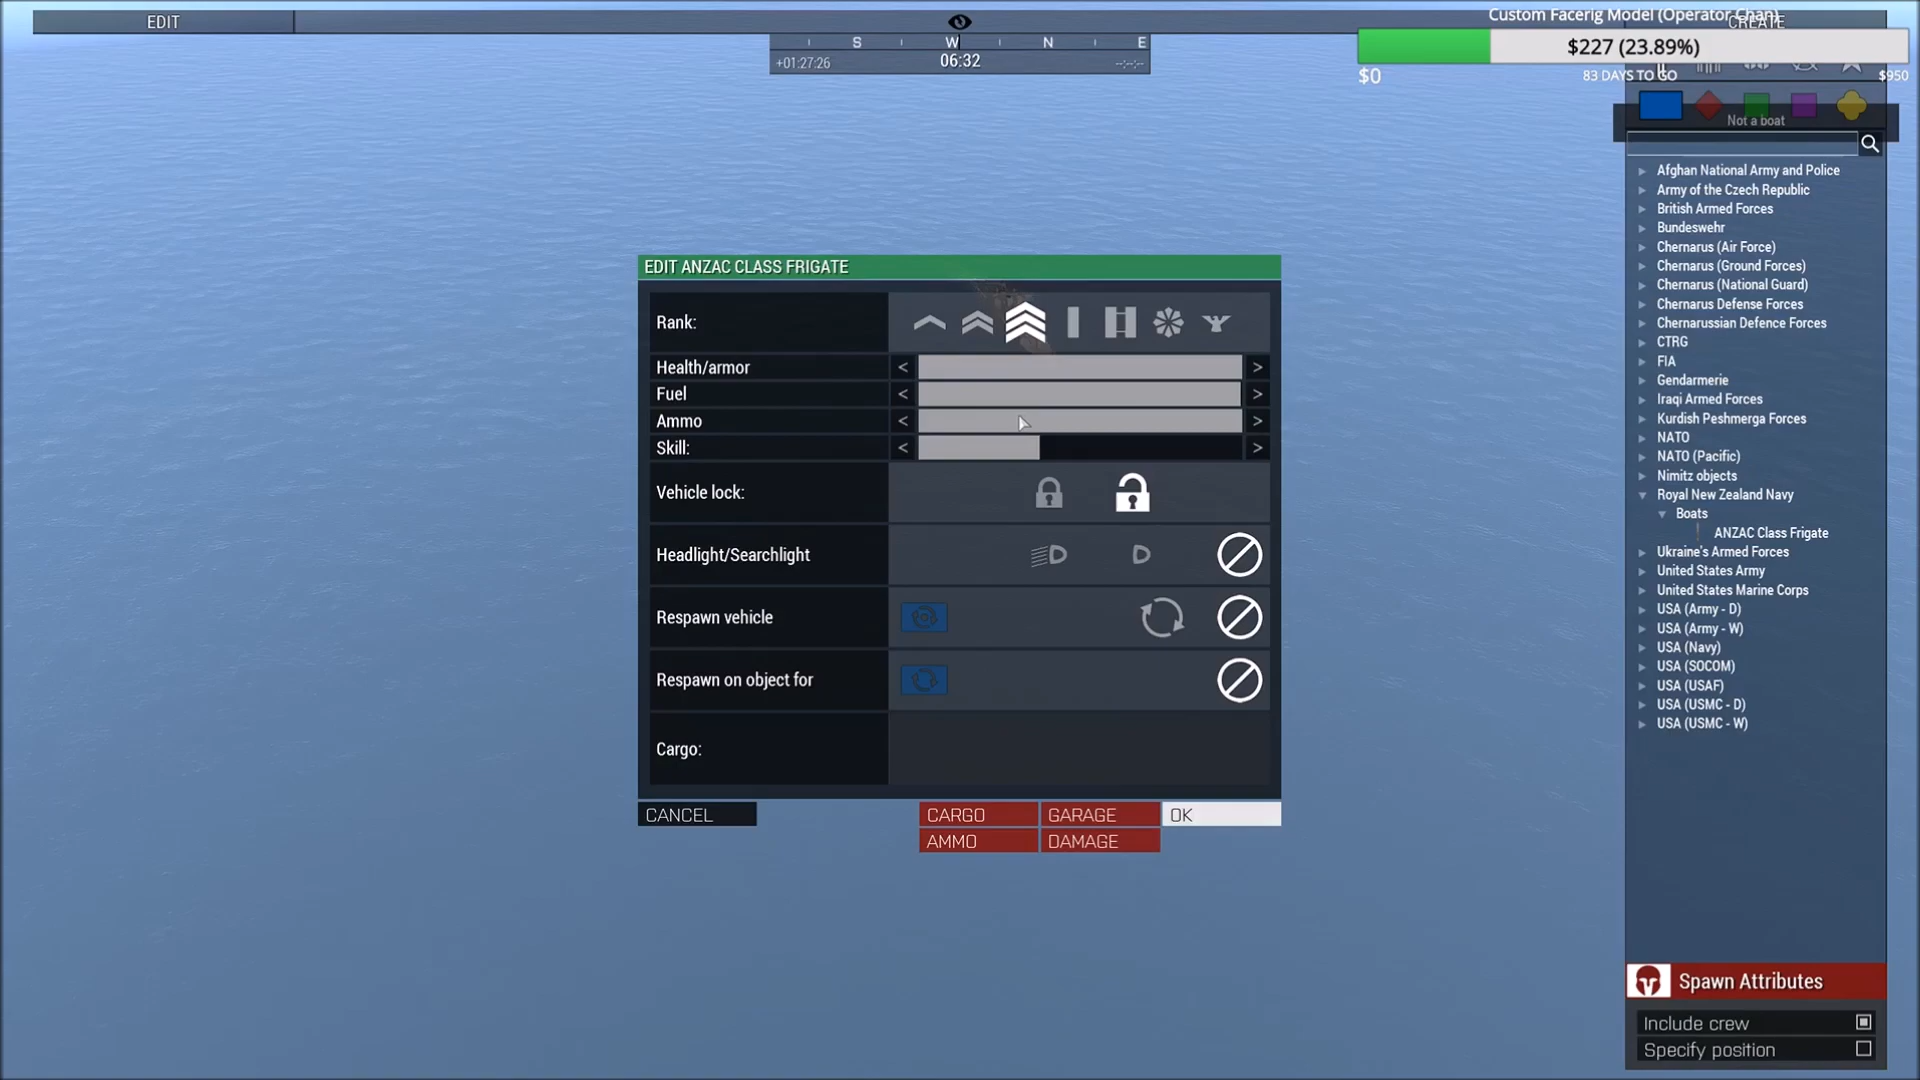 EDIT
Custom Facerig Model (Operator Chan)
CREATE
S W N E
+01:27:26 06:32 --:--:--
$227 (23.89%)
$0 83 DAYS TO GO $950
Not a boat
Afghan National Army and Police
Army of the Czech Republic
British Armed Forces
Bundeswehr
Chernarus (Air Force)
Chernarus (Ground Forces)
Chernarus (National Guard)
Chernarus Defense Forces
Chernarussian Defence Forces
CTRG
FIA
Gendarmerie
Iraqi Armed Forces
Kurdish Peshmerga Forces
NATO
NATO (Pacific)
Nimitz objects
Royal New Zealand Navy
Boats
ANZAC Class Frigate
Ukraine's Armed Forces
United States Army
United States Marine Corps
USA (Army - D)
USA (Army - W)
USA (Navy)
USA (SOCOM)
USA (USAF)
USA (USMC - D)
USA (USMC - W)
EDIT ANZAC CLASS FRIGATE
Rank:
Health/armor < >
Fuel < >
Ammo < >
Skill: < >
Vehicle lock:
Headlight/Searchlight
Respawn vehicle
Respawn on object for
Cargo:
CANCEL CARGO GARAGE OK
AMMO DAMAGE
Spawn Attributes
Include crew
Specify position